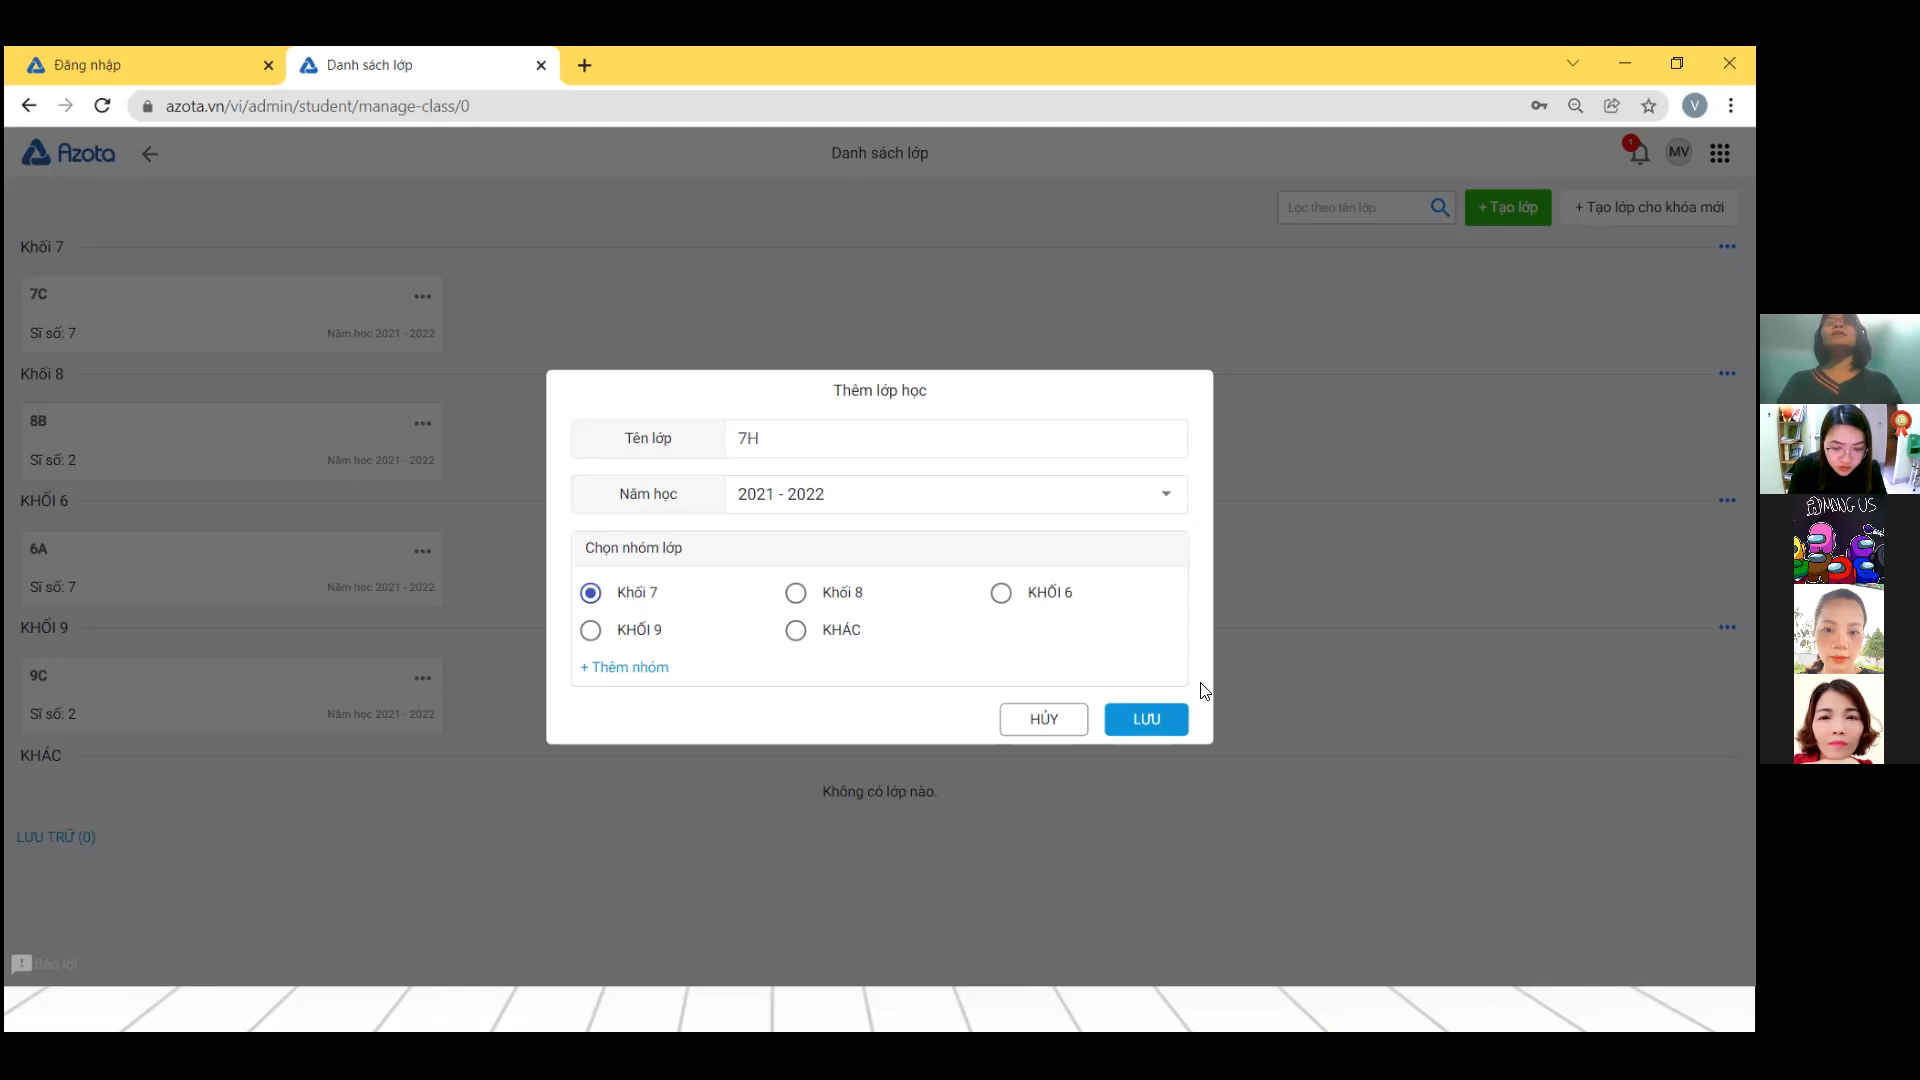 Đăng nhập
Danh sách lớp
azota.vn/vi/admin/student/manage-class/0
V
Azota
Danh sách lớp
1
MV
Lọc theo tên lớp
+ Tạo lớp
+ Tạo lớp cho khóa mới
Khối 7
7C
Sĩ số: 7
Năm học 2021 - 2022
Khối 8
8B
Sĩ số: 2
Năm học 2021 - 2022
KHỐI 6
6A
Sĩ số: 7
Năm học 2021 - 2022
KHỐI 9
9C
Sĩ số: 2
Năm học 2021 - 2022
KHÁC
Không có lớp nào.
LƯU TRỮ (0)
Báo lỗi
Thêm lớp học
Tên lớp
7H
Năm học
2021 - 2022
Chọn nhóm lớp
Khối 7
Khối 8
KHỐI 6
KHỐI 9
KHÁC
+ Thêm nhóm
HỦY
LƯU
AMONG US